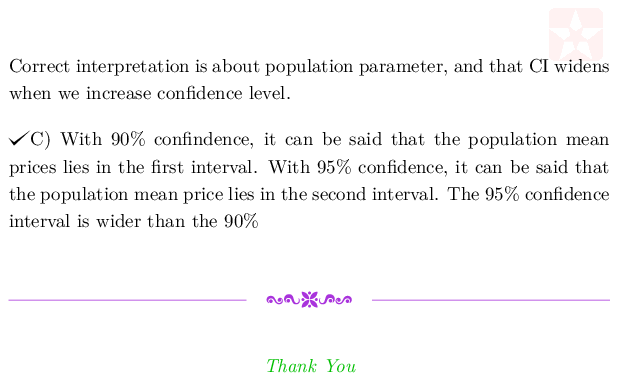 Correct interpretation is about population parameter, and that CI widens
when we increase confidence level.
✓C) With 90% confindence, it can be said that the population mean
prices lies in the first interval. With 95% confidence, it can be said that
the population mean price lies in the second interval. The 95% confidence
interval is wider than the 90%
Thank You